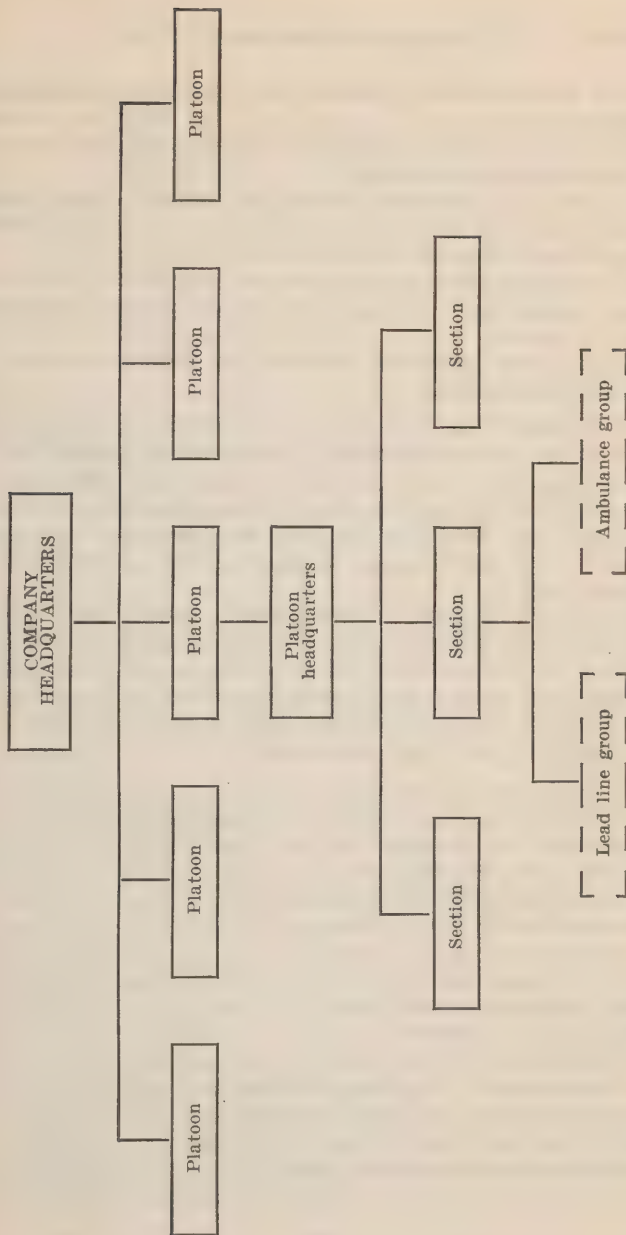 COMPANY
HEADQUARTERS
Platoon
Platoon
Platoon
Platoon
Platoon
Platoon
headquarters
Section
Section
Section
Lead line group
Ambulance group